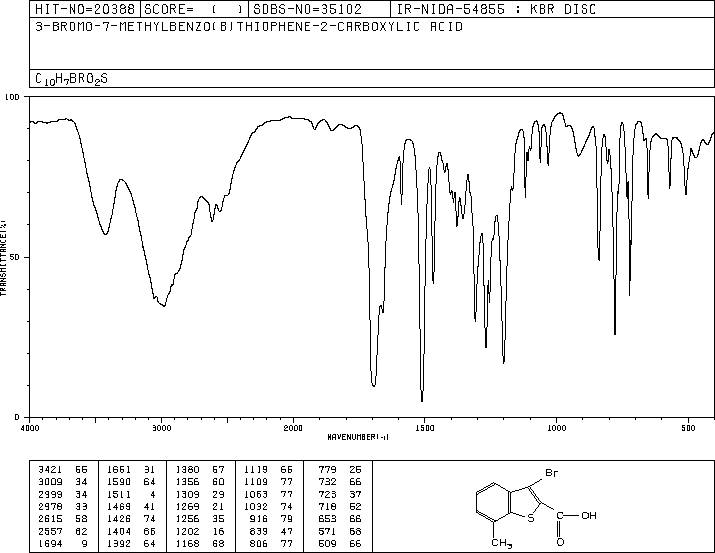 HIT-NO=20388 SCORE= ( ) SDBS-NO=35102 IR-NIDA-54855 : KBR DISC
3-BROMO-7-METHYLBENZO(B)THIOPHENE-2-CARBOXYLIC ACID
C10H7BRO2S
100
50
0
TRANSMITTANCE(%)
4000 3000 2000 1500 1000 500
WAVENUMBER(-1)
3421 55 1661 31 1380 57 1119 66 779 25
3009 34 1590 64 1356 60 1109 77 732 66
2999 34 1511 4 1309 29 1063 77 723 37
2978 33 1469 41 1269 21 1032 74 718 52
2615 58 1426 74 1256 35 916 79 653 66
2557 62 1404 66 1202 16 839 47 571 68
1694 9 1392 64 1168 68 806 77 509 66
Br
S
C
OH
O
CH3